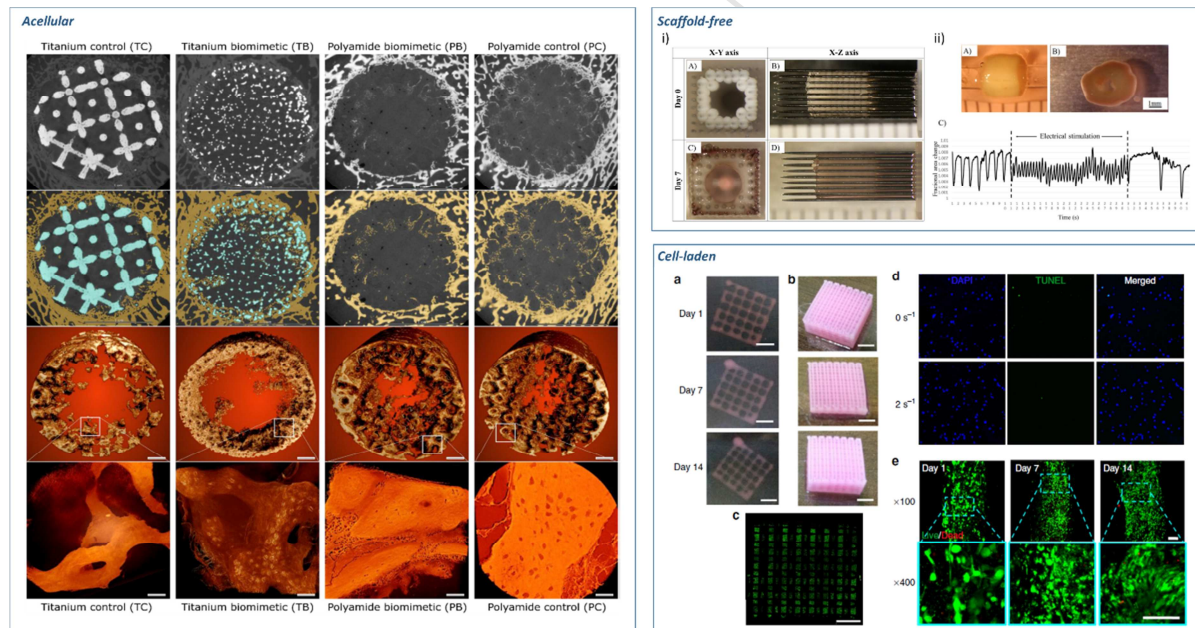 Acellular
Titanium control (TC) Titanium biomimetic (TB) Polyamide biomimetic (PB) Polyamide control (PC)
Titanium control (TC) Titanium biomimetic (TB) Polyamide biomimetic (PB) Polyamide control (PC)
Scaffold-free
i)
X-Y axis X-Z axis
Day 0
A) B)
Day 7
C) D)
ii)
A) B)
1mm
C)
Electrical stimulation
Fractional area change
Time (s)
Cell-laden
a b
Day 1
Day 7
Day 14
c
d
DAPI TUNEL Merged
0 s⁻¹
2 s⁻¹
e
Day 1 Day 7 Day 14
×100
Live/Dead
×400